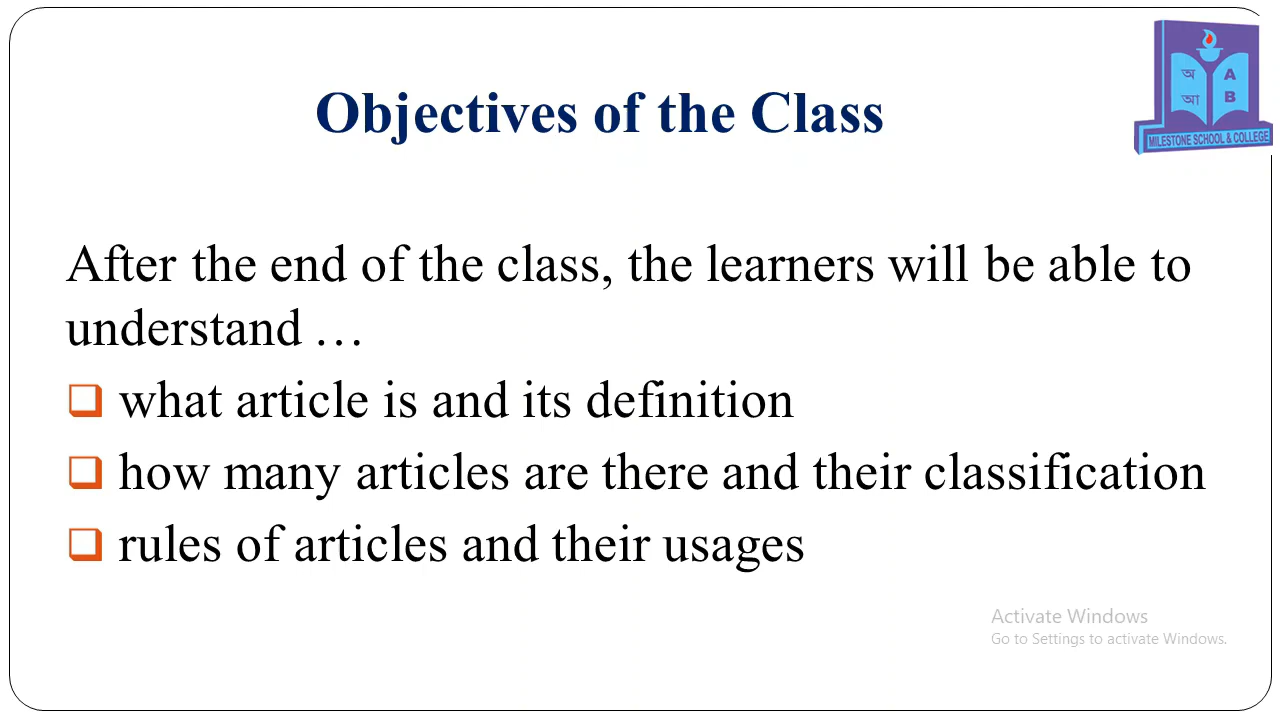 Objectives of the Class
অ A
আ B
MILESTONE SCHOOL & COLLEGE
After the end of the class, the learners will be able to
understand …
what article is and its definition
how many articles are there and their classification
rules of articles and their usages
Activate Windows
Go to Settings to activate Windows.